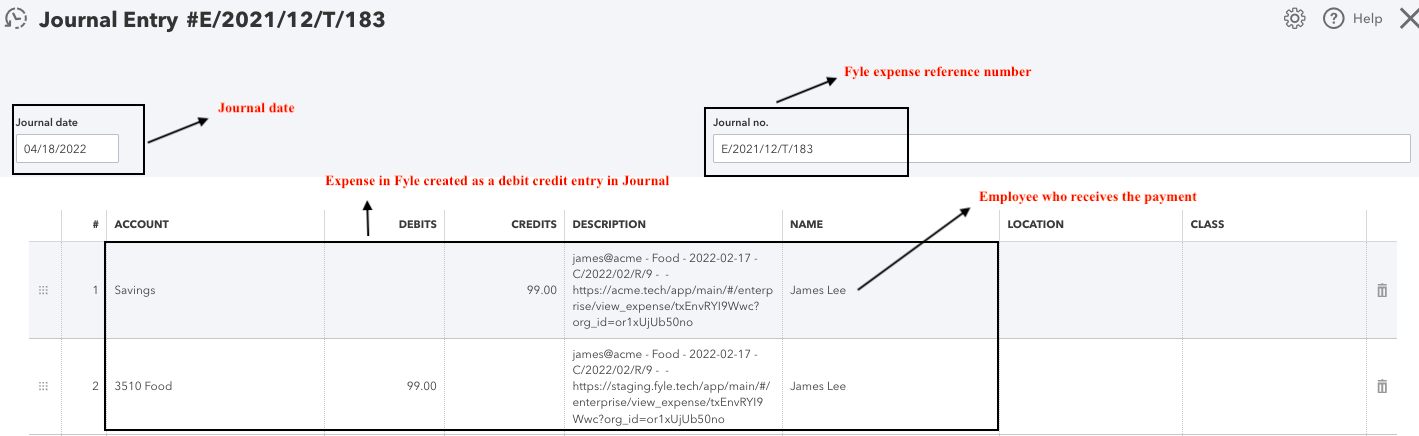 Journal Entry #E/2021/12/T/183
Help
Fyle expense reference number
Journal date
Journal date
Journal no.
04/18/2022
E/2021/12/T/183
Expense in Fyle created as a debit credit entry in Journal
Employee who receives the payment
# ACCOUNT DEBITS CREDITS DESCRIPTION NAME LOCATION CLASS
james@acme - Food - 2022-02-17 -
C/2022/02/R/9 - -
1 Savings 99.00 https://acme.tech/app/main/#/enterp James Lee
rise/view_expense/txEnvRYI9Wwc?
org_id=or1xUjUb50no
james@acme - Food - 2022-02-17 -
C/2022/02/R/9 - -
2 3510 Food 99.00 https://staging.fyle.tech/app/main/#/ James Lee
enterprise/view_expense/txEnvRYI9
Wwc?org_id=or1xUjUb50no